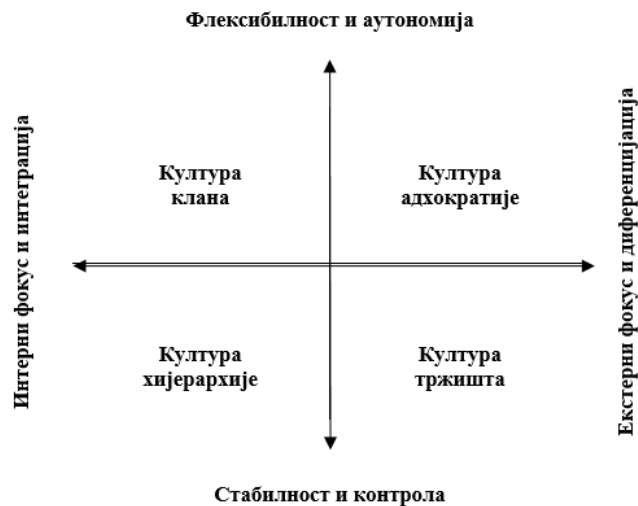 Флексибилност и аутономија
Интерни фокус и интеграција
Култура
клана
Култура
адхократије
Екстерни фокус и диференцијација
Култура
хијерархије
Култура
тржишта
Стабилност и контрола